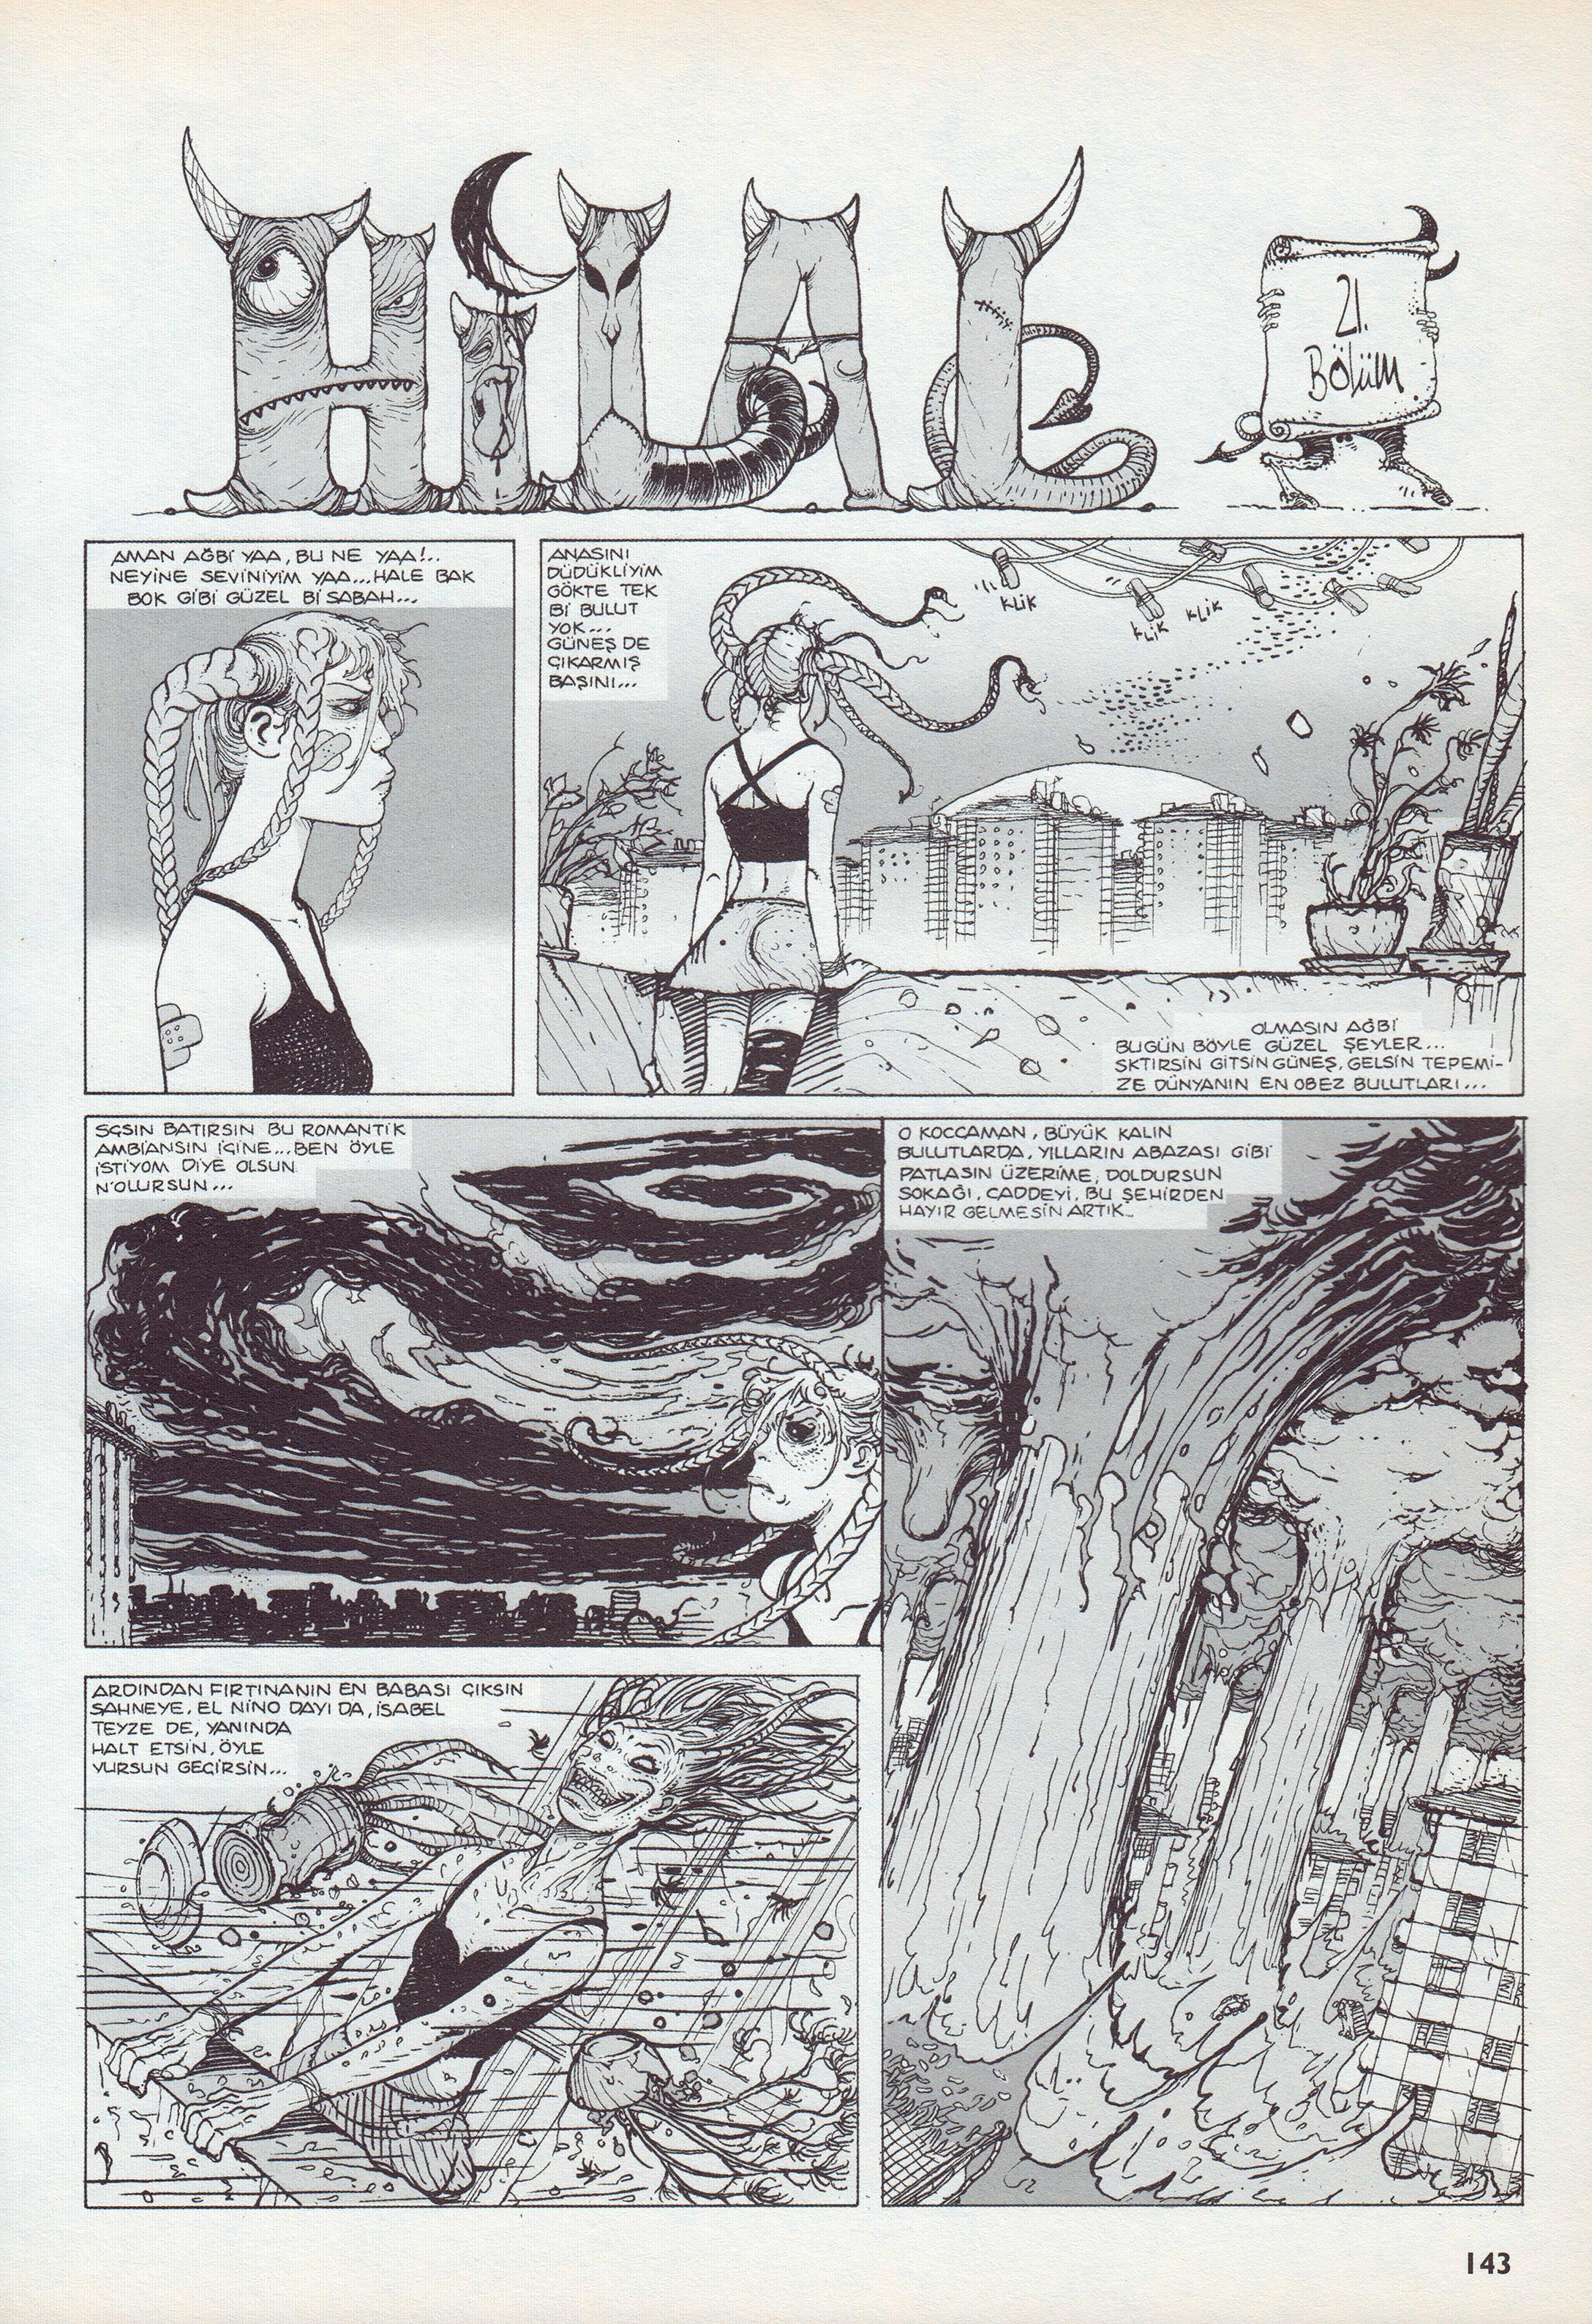 HiLAL
21.
Bölüm
AMAN AĞBİ YAA, BU NE YAA!..
NEYİNE SEVİNİYİM YAA...HALE BAK
BOK GİBİ GÜZEL Bİ SABAH...
ANASINI
DÜDÜKLİYİM
GÖKTE TEK
Bİ BULUT
YOK...
GÜNEŞ DE
ÇIKARMIŞ
BAŞINI...
KLİK
KLİK
KLİK
OLMASIN AĞBİ
BUGÜN BÖYLE GÜZEL ŞEYLER...
SKTIRSİN GİTSİN GÜNEŞ, GELSİN TEPEMİ-
ZE DÜNYANIN EN OBEZ BULUTLARI...
SÇSIN BATIRSIN BU ROMANTİK
AMBİANSIN İÇİNE...BEN ÖYLE
İSTİYOM DİYE OLSUN
N'OLURSUN...
O KOCCAMAN, BÜYÜK KALIN
BULUTLARDA, YILLARIN ABAZASI GİBİ
PATLASIN ÜZERİME, DOLDURSUN
SOKAĞI, CADDEYİ, BU ŞEHİRDEN
HAYIR GELMESİN ARTIK...
ARDINDAN FIRTINANIN EN BABASI ÇIKSIN
SAHNEYE, EL NİNO DAYI DA, İSABEL
TEYZE DE, YANINDA
HALT ETSİN, ÖYLE
VURSUN GEÇİRSİN...
143